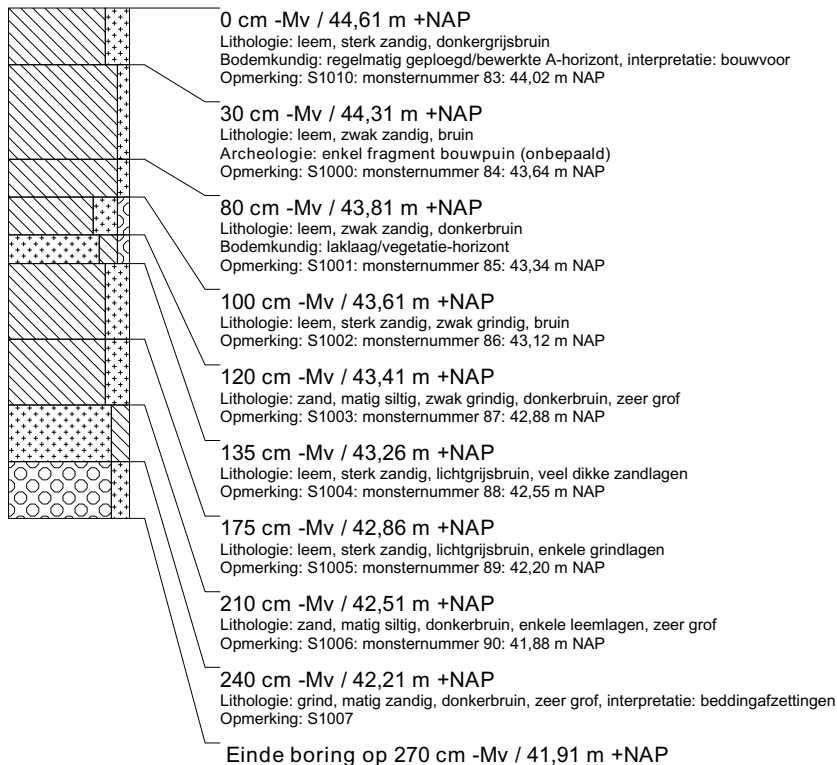 0 cm -Mv / 44,61 m +NAP
Lithologie: leem, sterk zandig, donkergrijsbruin
Bodemkundig: regelmatig geploegd/bewerkte A-horizont, interpretatie: bouwvoor
Opmerking: S1010: monsternummer 83: 44,02 m NAP
30 cm -Mv / 44,31 m +NAP
Lithologie: leem, zwak zandig, bruin
Archeologie: enkel fragment bouwpuin (onbepaald)
Opmerking: S1000: monsternummer 84: 43,64 m NAP
80 cm -Mv / 43,81 m +NAP
Lithologie: leem, zwak zandig, donkerbruin
Bodemkundig: laklaag/vegetatie-horizont
Opmerking: S1001: monsternummer 85: 43,34 m NAP
100 cm -Mv / 43,61 m +NAP
Lithologie: leem, sterk zandig, zwak grindig, bruin
Opmerking: S1002: monsternummer 86: 43,12 m NAP
120 cm -Mv / 43,41 m +NAP
Lithologie: zand, matig siltig, zwak grindig, donkerbruin, zeer grof
Opmerking: S1003: monsternummer 87: 42,88 m NAP
135 cm -Mv / 43,26 m +NAP
Lithologie: leem, sterk zandig, lichtgrijsbruin, veel dikke zandlagen
Opmerking: S1004: monsternummer 88: 42,55 m NAP
175 cm -Mv / 42,86 m +NAP
Lithologie: leem, sterk zandig, lichtgrijsbruin, enkele grindlagen
Opmerking: S1005: monsternummer 89: 42,20 m NAP
210 cm -Mv / 42,51 m +NAP
Lithologie: zand, matig siltig, donkerbruin, enkele leemlagen, zeer grof
Opmerking: S1006: monsternummer 90: 41,88 m NAP
240 cm -Mv / 42,21 m +NAP
Lithologie: grind, matig zandig, donkerbruin, zeer grof, interpretatie: beddingafzettingen
Opmerking: S1007
Einde boring op 270 cm -Mv / 41,91 m +NAP